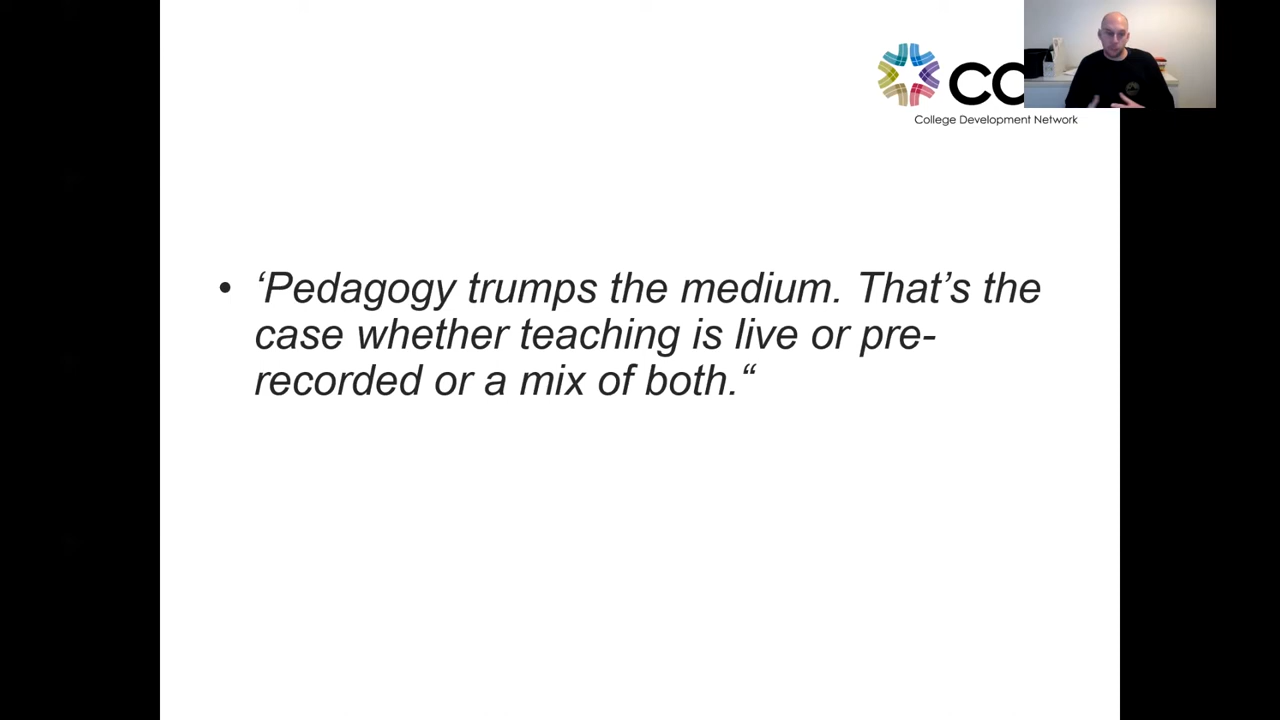 College Development Network
• ‘Pedagogy trumps the medium. That’s the
case whether teaching is live or pre-
recorded or a mix of both.“